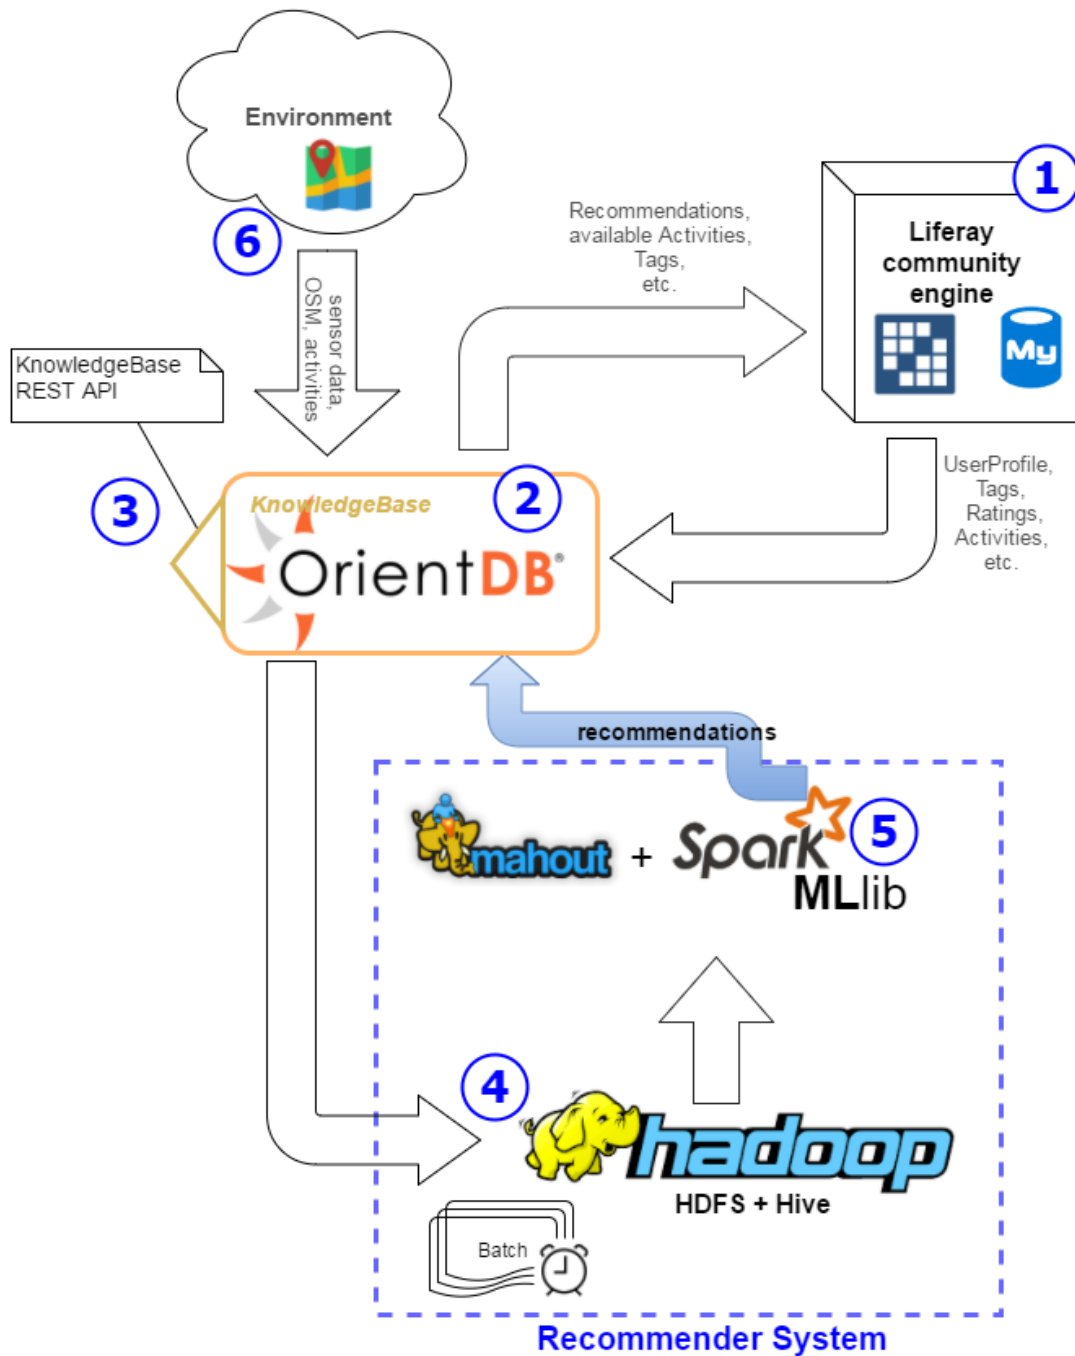 Environment
6
sensor data,
OSM, activities
Recommendations,
available Activities,
Tags,
etc.
1
Liferay
community
engine
My
KnowledgeBase
REST API
3
KnowledgeBase
2
OrientDB®
UserProfile,
Tags,
Ratings,
Activities,
etc.
recommendations
mahout
+
Spark
MLlib
5
4
hadoop
HDFS + Hive
Batch
Recommender System